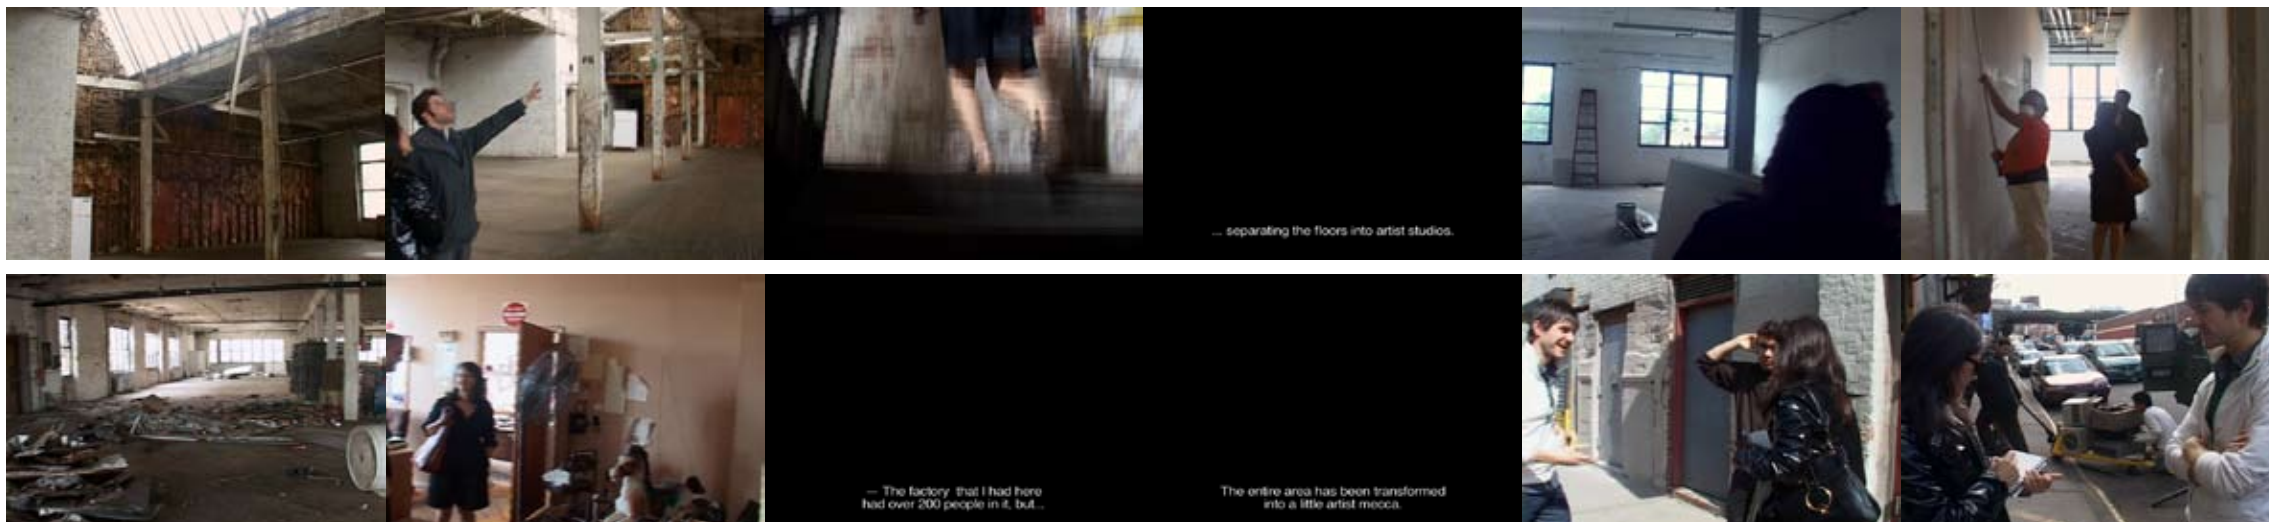 ... separating the floors into artist studios.
— The factory that I had here
had over 200 people in it, but...
The entire area has been transformed
into a little artist mecca.